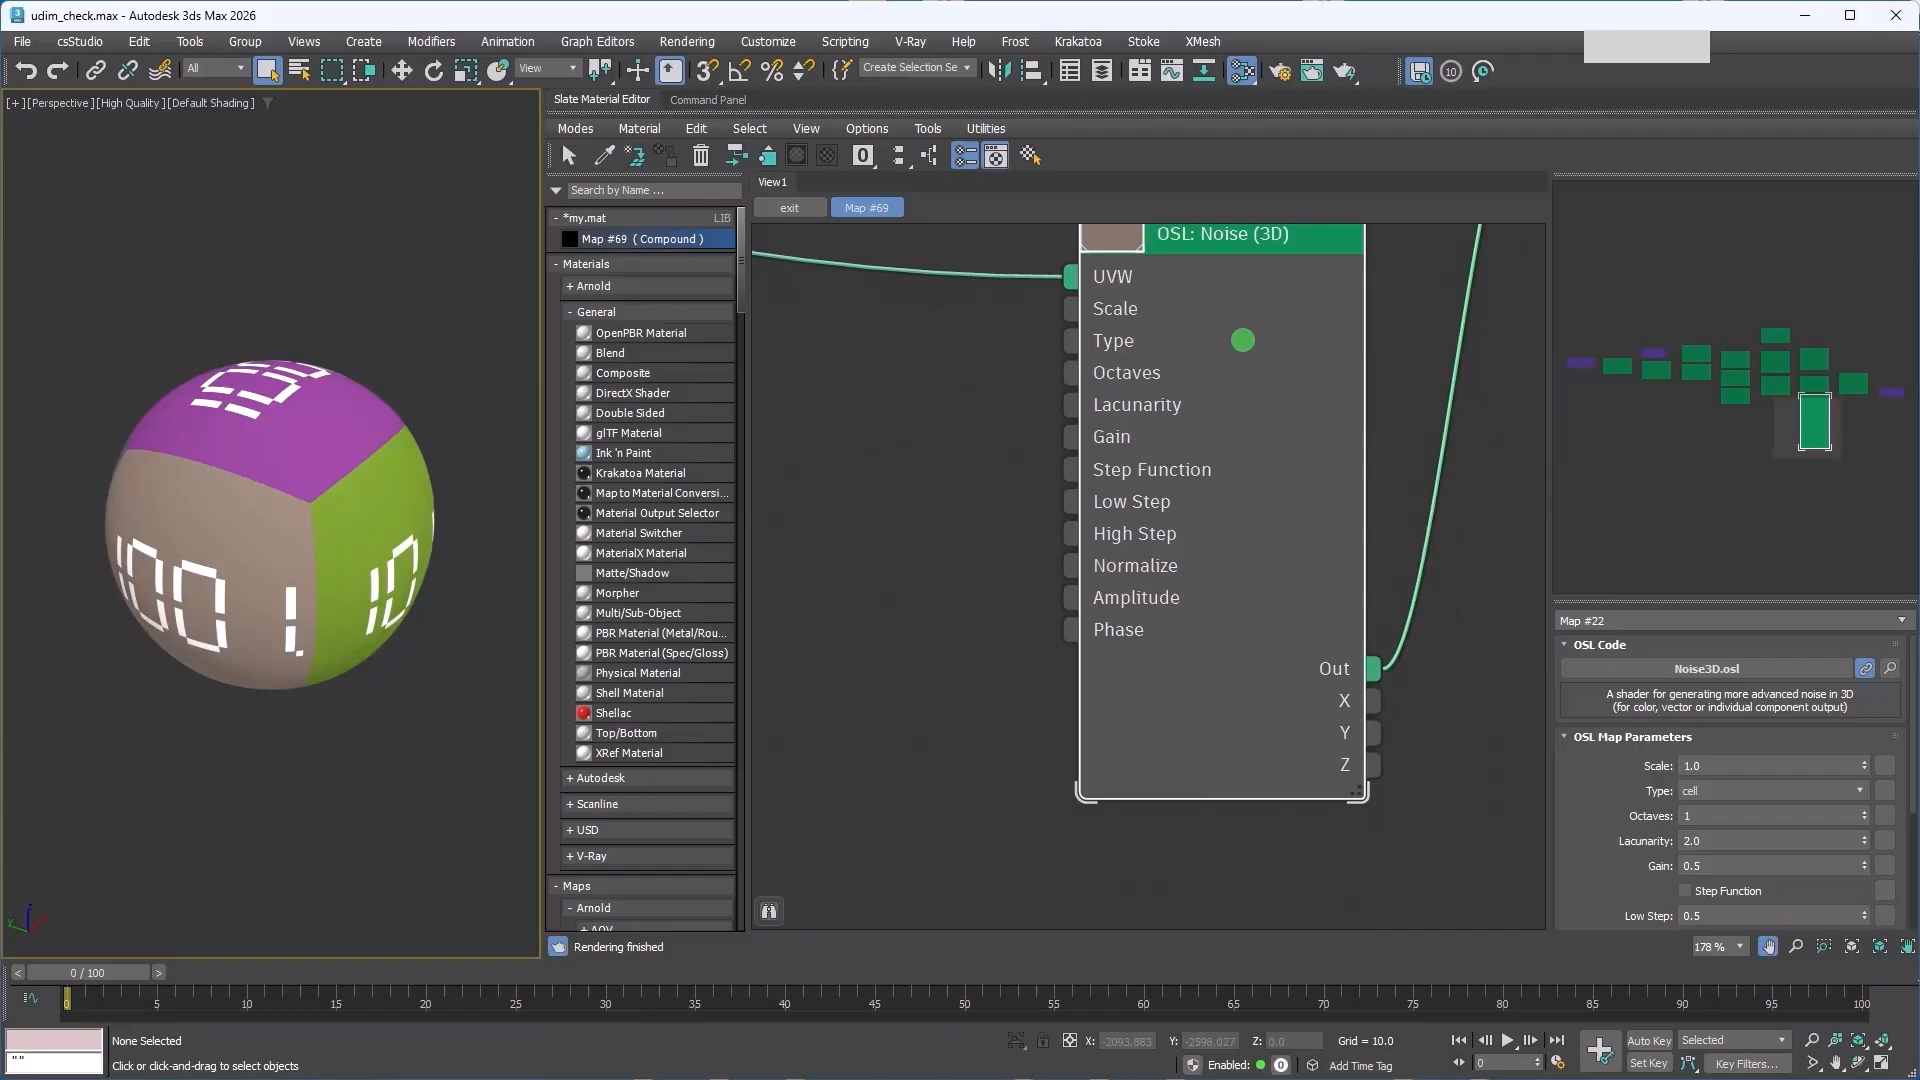 udim_check.max - Autodesk 3ds Max 2026
File csStudio Edit Tools Group Views Create Modifiers Animation Graph Editors Rendering Customize Scripting V-Ray Help Frost Krakatoa Stoke XMesh
All View Create Selection Se 10
[+] [Perspective] [High Quality] [Default Shading]
Slate Material Editor Command Panel
Modes Material Edit Select View Options Tools Utilities
0
Search by Name ...
View1
exit Map #69
- *my.mat LIB
Map #69 ( Compound )
- Materials
+ Arnold
- General
OpenPBR Material
Blend
Composite
DirectX Shader
Double Sided
glTF Material
Ink 'n Paint
Krakatoa Material
Map to Material Conversi...
Material Output Selector
Material Switcher
MaterialX Material
Matte/Shadow
Morpher
Multi/Sub-Object
PBR Material (Metal/Rou...
PBR Material (Spec/Gloss)
Physical Material
Shell Material
Shellac
Top/Bottom
XRef Material
+ Autodesk
+ Scanline
+ USD
+ V-Ray
- Maps
- Arnold
+ AOV
OSL: Noise (3D)
UVW
Scale
Type
Octaves
Lacunarity
Gain
Step Function
Low Step
High Step
Normalize
Amplitude
Phase
Out
X
Y
Z
Map #22
OSL Code
Noise3D.osl
A shader for generating more advanced noise in 3D
(for color, vector or individual component output)
OSL Map Parameters
Scale: 1.0
Type: cell
Octaves: 1
Lacunarity: 2.0
Gain: 0.5
Step Function
Low Step: 0.5
Rendering finished
178 %
< 0 / 100 >
0 5 10 15 20 25 30 35 40 45 50 55 60 65 70 75 80 85 90 95 100
""
None Selected
Click or click-and-drag to select objects
X: -2093.883 Y: -2598.027 Z: 0.0 Grid = 10.0
Enabled: 0 Add Time Tag
0
Auto Key Selected
Set Key Key Filters...